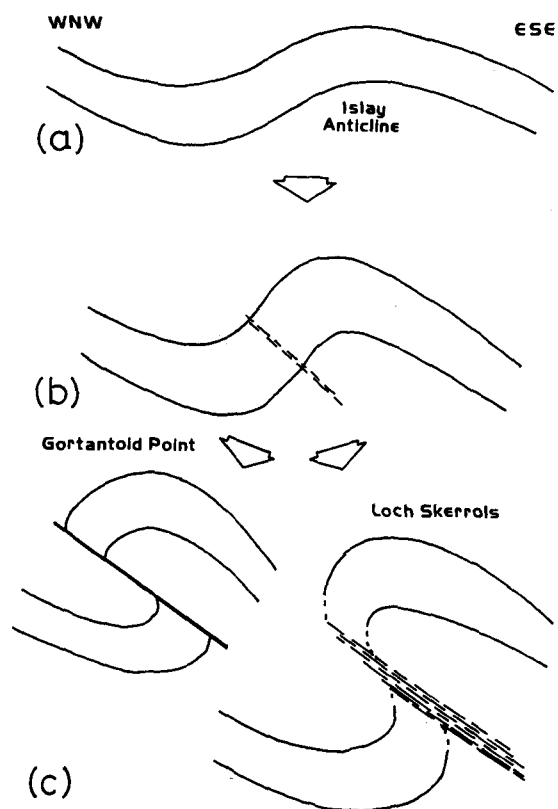 WNW
ESE
Islay
Anticline
(a)
(b)
Gortantoid Point
Loch Skerrols
(c)